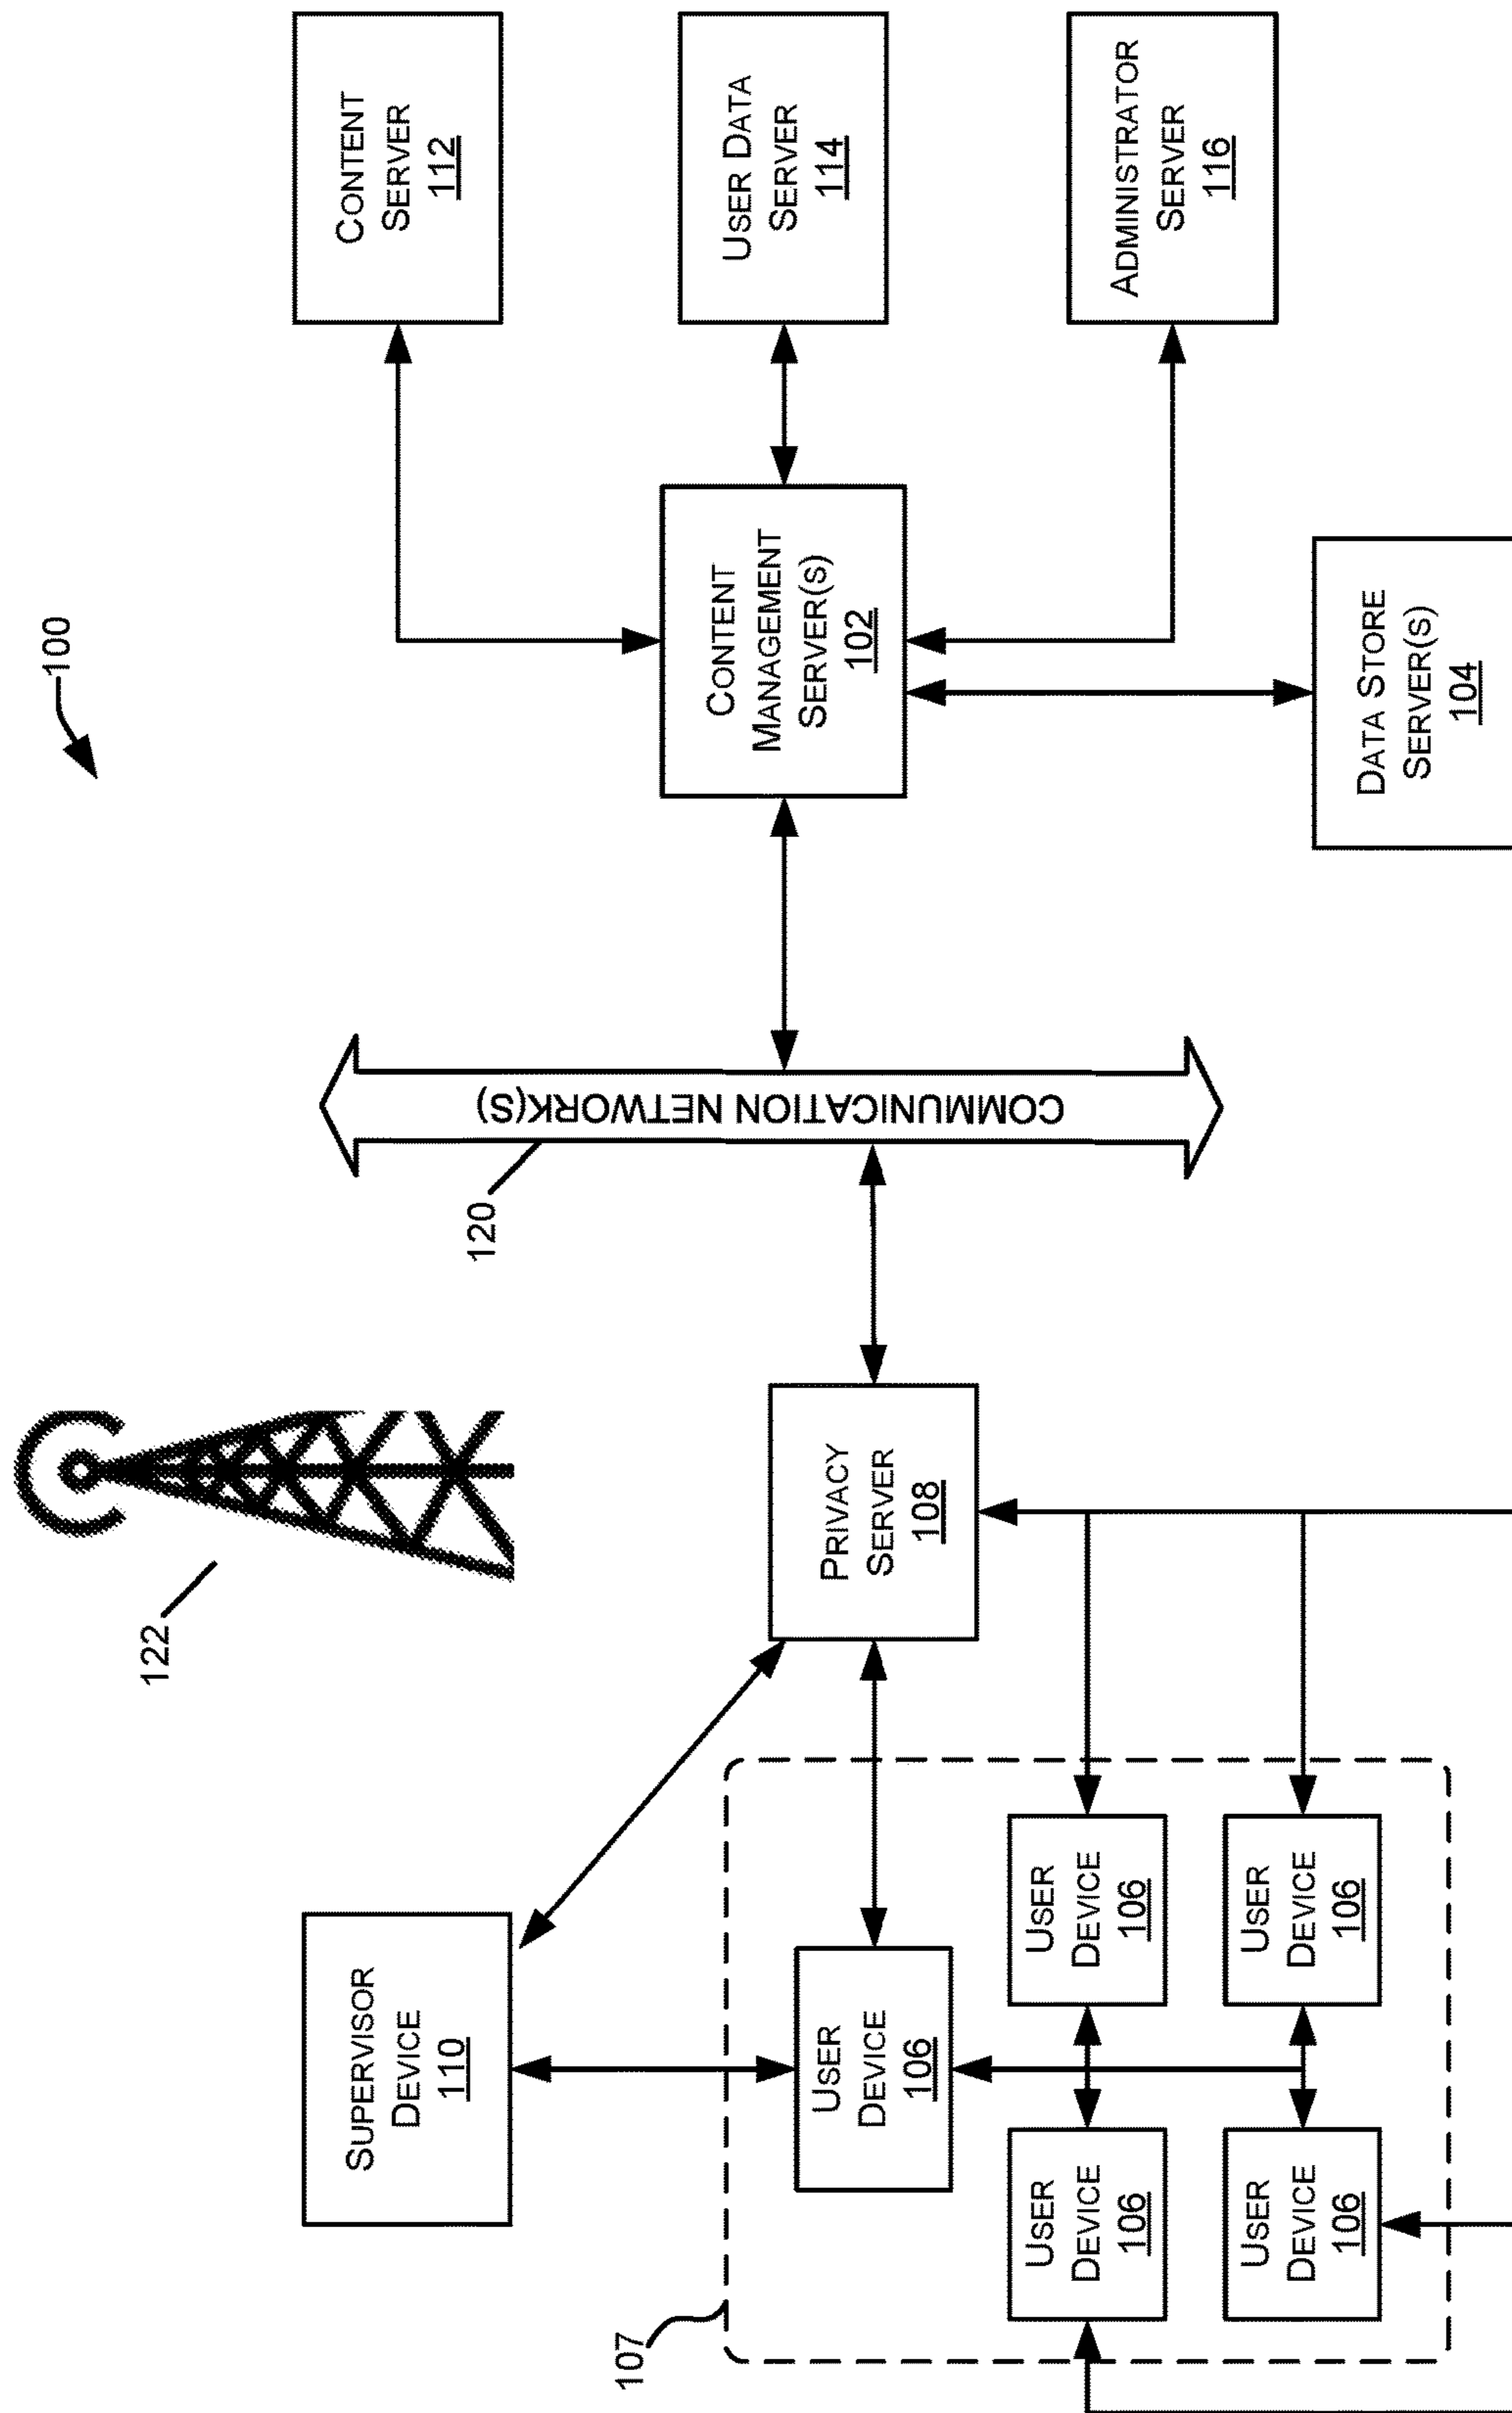 100
122
120
107
SUPERVISOR
DEVICE
110
USER
DEVICE
106
USER
DEVICE
106
USER
DEVICE
106
USER
DEVICE
106
USER
DEVICE
106
PRIVACY
SERVER
108
COMMUNICATION NETWORK(S)
CONTENT
MANAGEMENT
SERVER(S)
102
DATA STORE
SERVER(S)
104
CONTENT
SERVER
112
USER DATA
SERVER
114
ADMINISTRATOR
SERVER
116